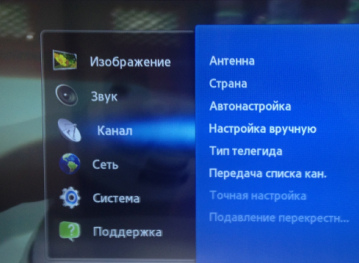 Изображение
Звук
Канал
Сеть
Система
Поддержка
Антенна
Страна
Автонастройка
Настройка вручную
Тип телегида
Передача списка кан.
Точная настройка
Подавление перекрестн...